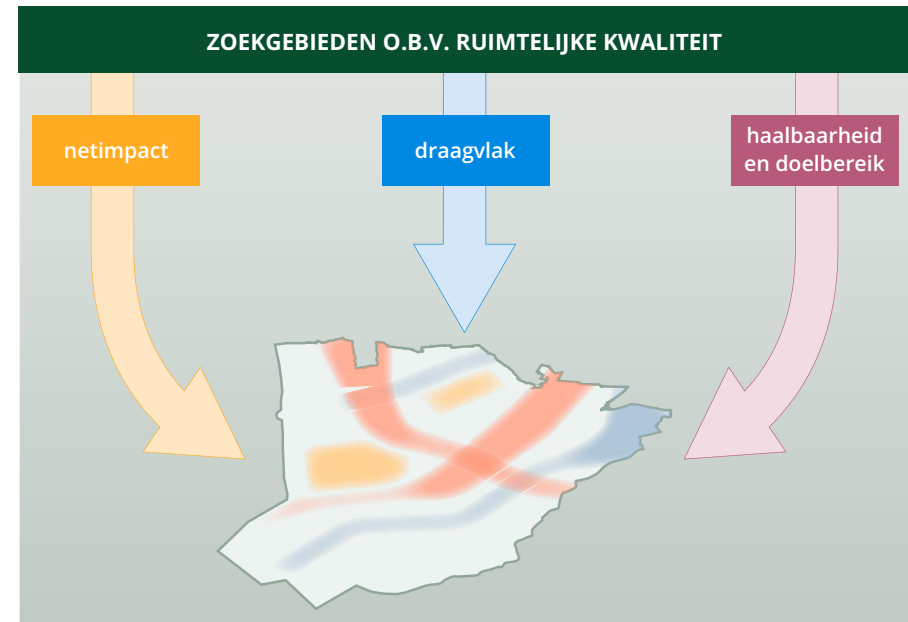 ZOEKGEBIEDEN O.B.V. RUIMTELIJKE KWALITEIT
netimpact
draagvlak
haalbaarheid
en doelbereik